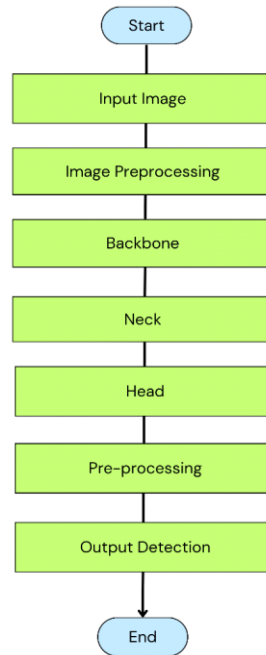 Start
Input Image
Image Preprocessing
Backbone
Neck
Head
Pre-processing
Output Detection
End